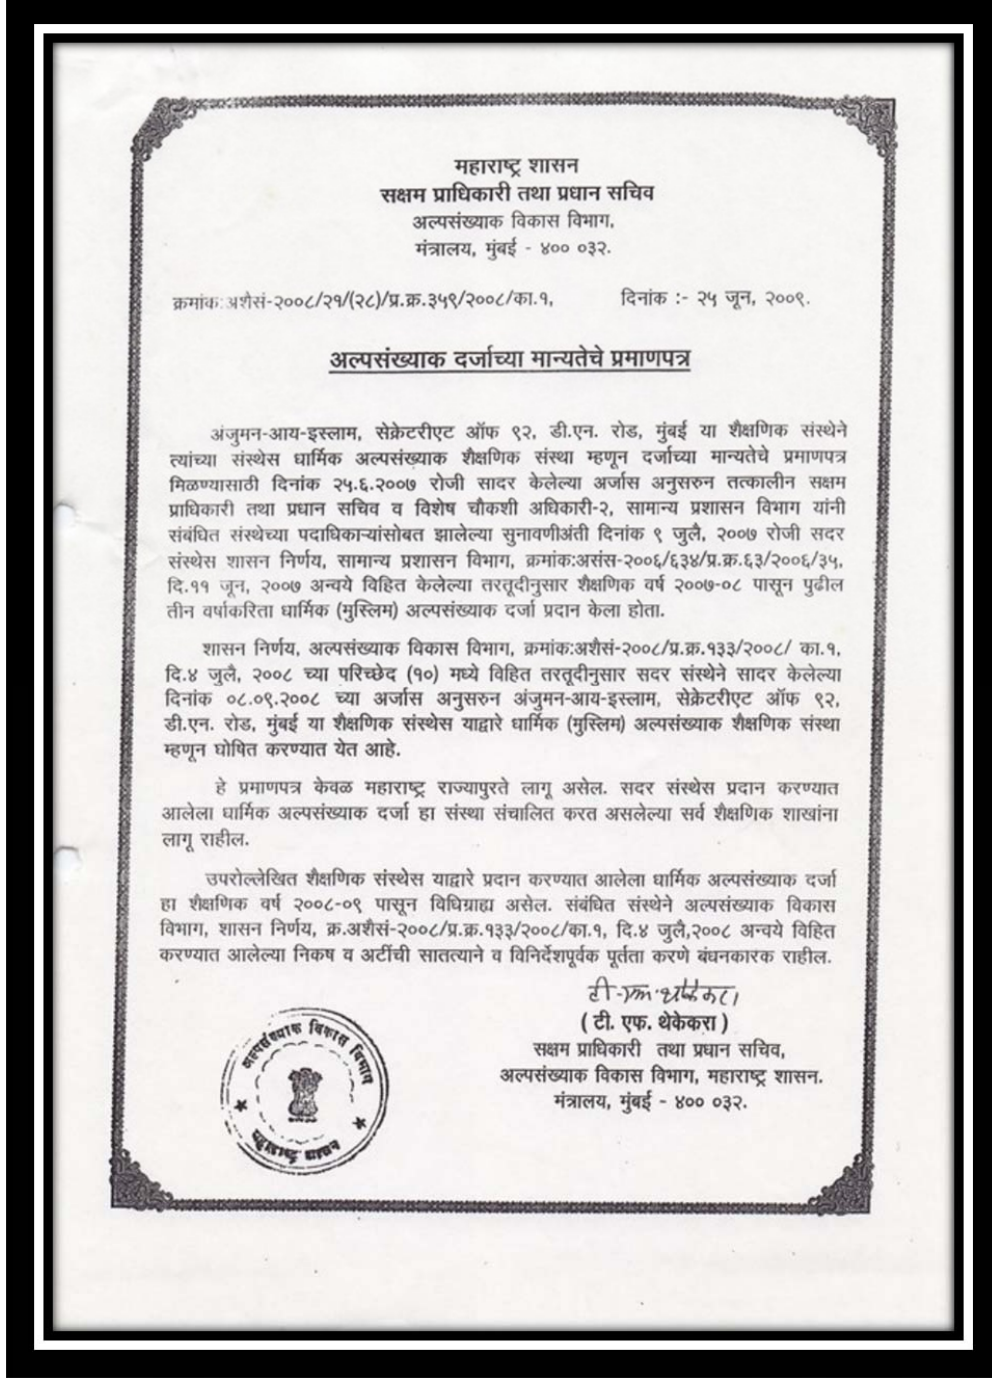 महाराष्ट्र शासन
सक्षम प्राधिकारी तथा प्रधान सचिव
अल्पसंख्याक विकास विभाग,
मंत्रालय, मुंबई - ४०० ०३२.
क्रमांक:अशैसं-२००८/२१/(२८)/प्र.क्र.३५९/२००८/का.१, दिनांक :- २५ जून, २००९.
अल्पसंख्याक दर्जाच्या मान्यतेचे प्रमाणपत्र
अंजुमन-आय-इस्लाम, सेक्रेटरीएट ऑफ ९२, डी.एन. रोड, मुंबई या शैक्षणिक संस्थेने
त्यांच्या संस्थेस धार्मिक अल्पसंख्याक शैक्षणिक संस्था म्हणून दर्जाच्या मान्यतेचे प्रमाणपत्र
मिळण्यासाठी दिनांक २५.६.२००७ रोजी सादर केलेल्या अर्जास अनुसरुन तत्कालीन सक्षम
प्राधिकारी तथा प्रधान सचिव व विशेष चौकशी अधिकारी-२, सामान्य प्रशासन विभाग यांनी
संबंधित संस्थेच्या पदाधिकाऱ्यांसोबत झालेल्या सुनावणीअंती दिनांक ९ जुलै, २००७ रोजी सदर
संस्थेस शासन निर्णय, सामान्य प्रशासन विभाग, क्रमांक:असंस-२००६/६३४/प्र.क्र.६३/२००६/३५,
दि.११ जून, २००७ अन्वये विहित केलेल्या तरतूदीनुसार शैक्षणिक वर्ष २००७-०८ पासून पुढील
तीन वर्षाकरिता धार्मिक (मुस्लिम) अल्पसंख्याक दर्जा प्रदान केला होता.
शासन निर्णय, अल्पसंख्याक विकास विभाग, क्रमांक:अशैसं-२००८/प्र.क्र.१३३/२००८/ का.१,
दि.४ जुलै, २००८ च्या परिच्छेद (१०) मध्ये विहित तरतूदीनुसार सदर संस्थेने सादर केलेल्या
दिनांक ०८.०९.२००८ च्या अर्जास अनुसरुन अंजुमन-आय-इस्लाम, सेक्रेटरीएट ऑफ ९२,
डी.एन. रोड, मुंबई या शैक्षणिक संस्थेस याद्वारे धार्मिक (मुस्लिम) अल्पसंख्याक शैक्षणिक संस्था
म्हणून घोषित करण्यात येत आहे.
हे प्रमाणपत्र केवळ महाराष्ट्र राज्यापुरते लागू असेल. सदर संस्थेस प्रदान करण्यात
आलेला धार्मिक अल्पसंख्याक दर्जा हा संस्था संचालित करत असलेल्या सर्व शैक्षणिक शाखांना
लागू राहील.
उपरोल्लेखित शैक्षणिक संस्थेस याद्वारे प्रदान करण्यात आलेला धार्मिक अल्पसंख्याक दर्जा
हा शैक्षणिक वर्ष २००८-०९ पासून विधिग्राह्य असेल. संबंधित संस्थेने अल्पसंख्याक विकास
विभाग, शासन निर्णय, क्र.अशैसं-२००८/प्र.क्र.१३३/२००८/का.१, दि.४ जुलै,२००८ अन्वये विहित
करण्यात आलेल्या निकष व अटींची सातत्याने व विनिर्देशपूर्वक पूर्तता करणे बंधनकारक राहील.
( टी. एफ. थेकेकरा )
सक्षम प्राधिकारी तथा प्रधान सचिव,
अल्पसंख्याक विकास विभाग, महाराष्ट्र शासन.
मंत्रालय, मुंबई - ४०० ०३२.
अल्पसंख्याक विकास विभाग
महाराष्ट्र शासन